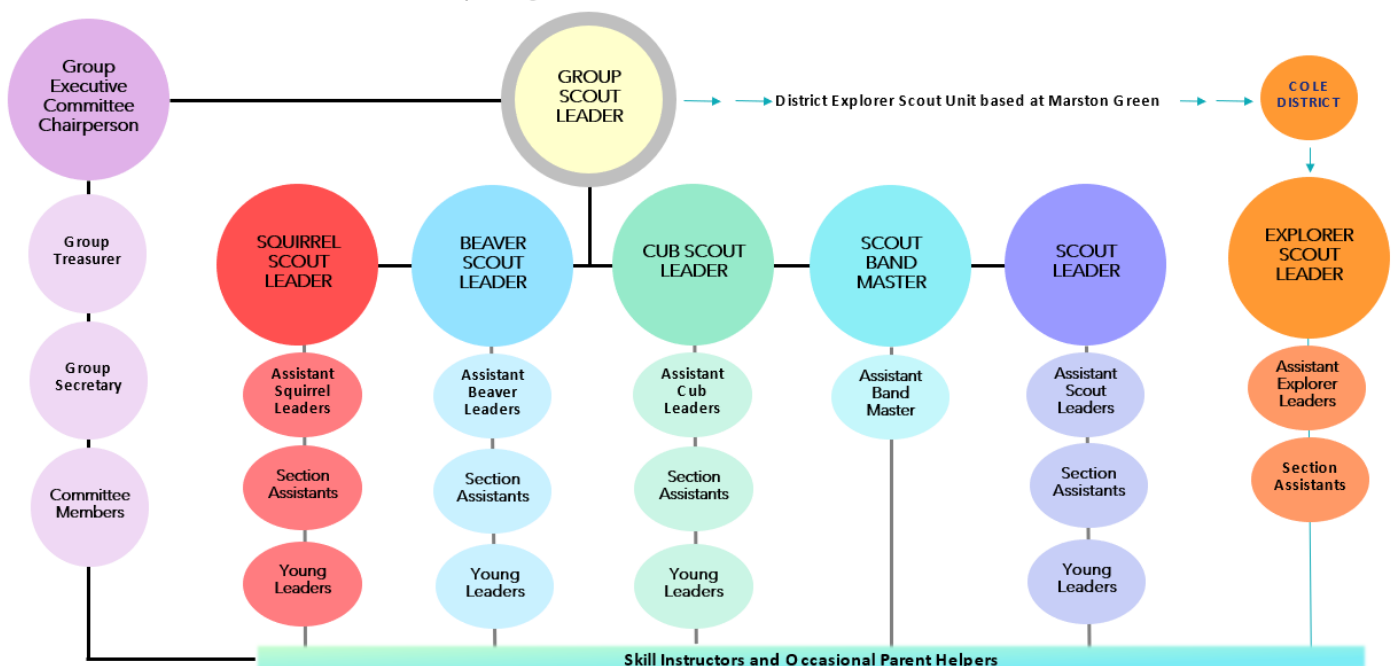 Group
Executive
Committee
Chairperson
GROUP
SCOUT
LEADER
District Explorer Scout Unit based at Marston Green
COLE
DISTRICT
Group
Treasurer
Group
Secretary
Committee
Members
SQUIRREL
SCOUT
LEADER
Assistant
Squirrel
Leaders
Section
Assistants
Young
Leaders
BEAVER
SCOUT
LEADER
Assistant
Beaver
Leaders
Section
Assistants
Young
Leaders
CUB SCOUT
LEADER
Assistant
Cub
Leaders
Section
Assistants
Young
Leaders
SCOUT
BAND
MASTER
Assistant
Band
Master
SCOUT
LEADER
Assistant
Scout
Leaders
Section
Assistants
Young
Leaders
EXPLORER
SCOUT
LEADER
Assistant
Explorer
Leaders
Section
Assistants
Skill Instructors and Occasional Parent Helpers